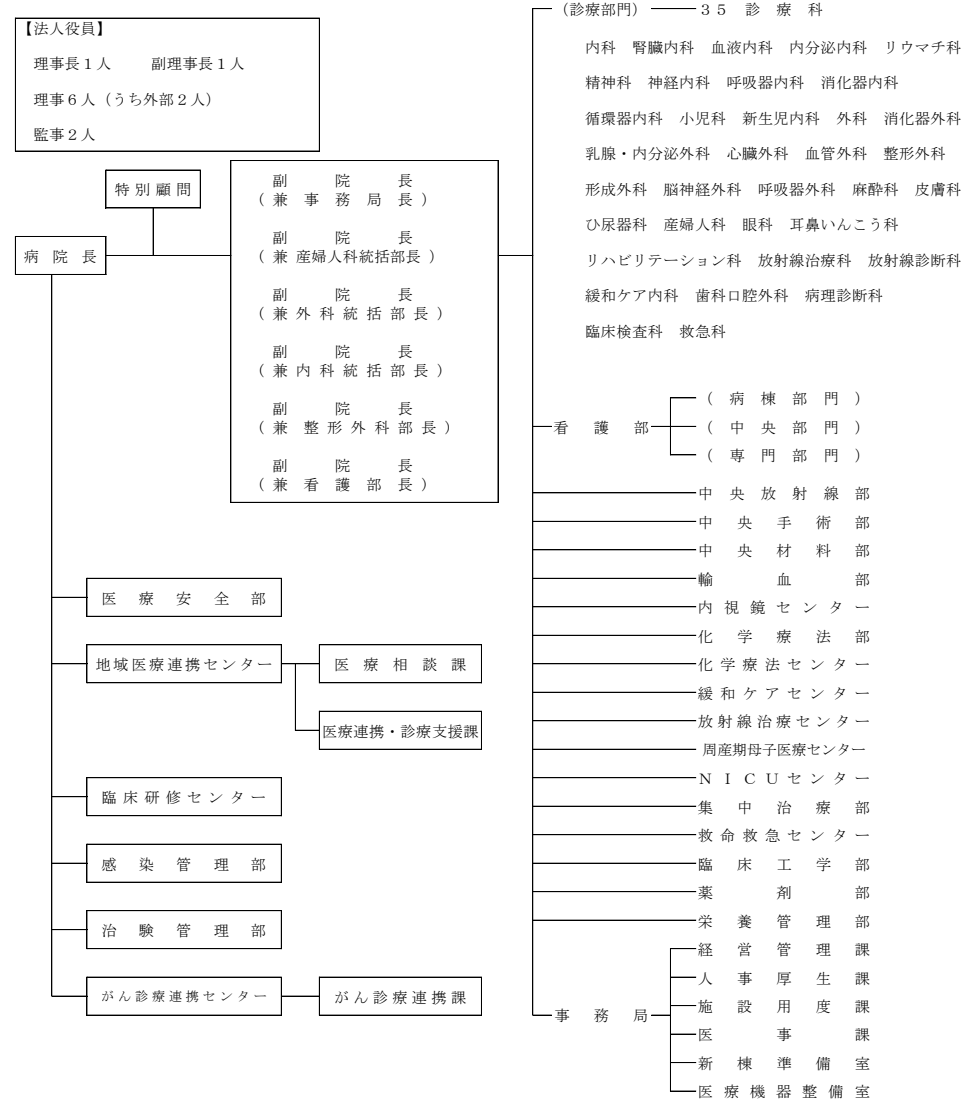 【法人役員】
理事長1人　副理事長1人
理事6人（うち外部2人）
監事2人
特別顧問
病院長
副院長
（兼事務局長）
副院長
（兼産婦人科統括部長）
副院長
（兼外科統括部長）
副院長
（兼内科統括部長）
副院長
（兼整形外科部長）
副院長
（兼看護部長）
医療安全部
地域医療連携センター
医療相談課
医療連携・診療支援課
臨床研修センター
感染管理部
治験管理部
がん診療連携センター
がん診療連携課
（診療部門）　35診療科
内科　腎臓内科　血液内科　内分泌内科　リウマチ科
精神科　神経内科　呼吸器内科　消化器内科
循環器内科　小児科　新生児内科　外科　消化器外科
乳腺・内分泌外科　心臓外科　血管外科　整形外科
形成外科　脳神経外科　呼吸器外科　麻酔科　皮膚科
ひ尿器科　産婦人科　眼科　耳鼻いんこう科
リハビリテーション科　放射線治療科　放射線診断科
緩和ケア内科　歯科口腔外科　病理診断科
臨床検査科　救急科
看護部
（病棟部門）
（中央部門）
（専門部門）
中央放射線部
中央手術部
中央材料部
輸血部
内視鏡センター
化学療法部
化学療法センター
緩和ケアセンター
放射線治療センター
周産期母子医療センター
NICUセンター
集中治療部
救命救急センター
臨床工学部
薬剤部
栄養管理部
事務局
経営管理課
人事厚生課
施設用度課
医事課
新棟準備室
医療機器整備室